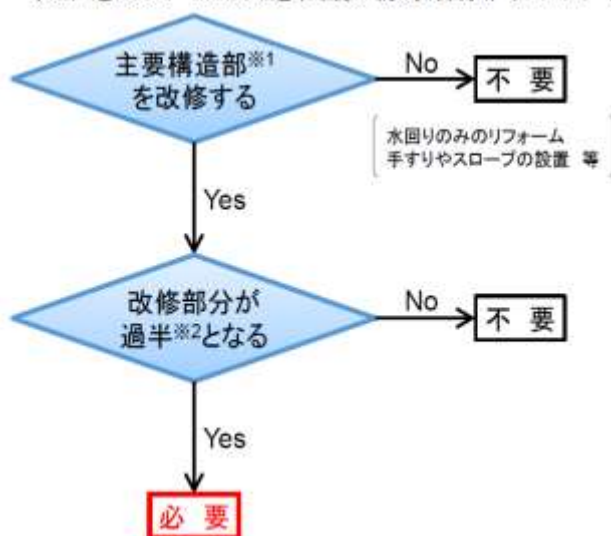 主要構造部※1
を改修する
No
不 要
水回りのみのリフォーム
手すりやスロープの設置 等
Yes
改修部分が
過半※2となる
No
不 要
Yes
必 要